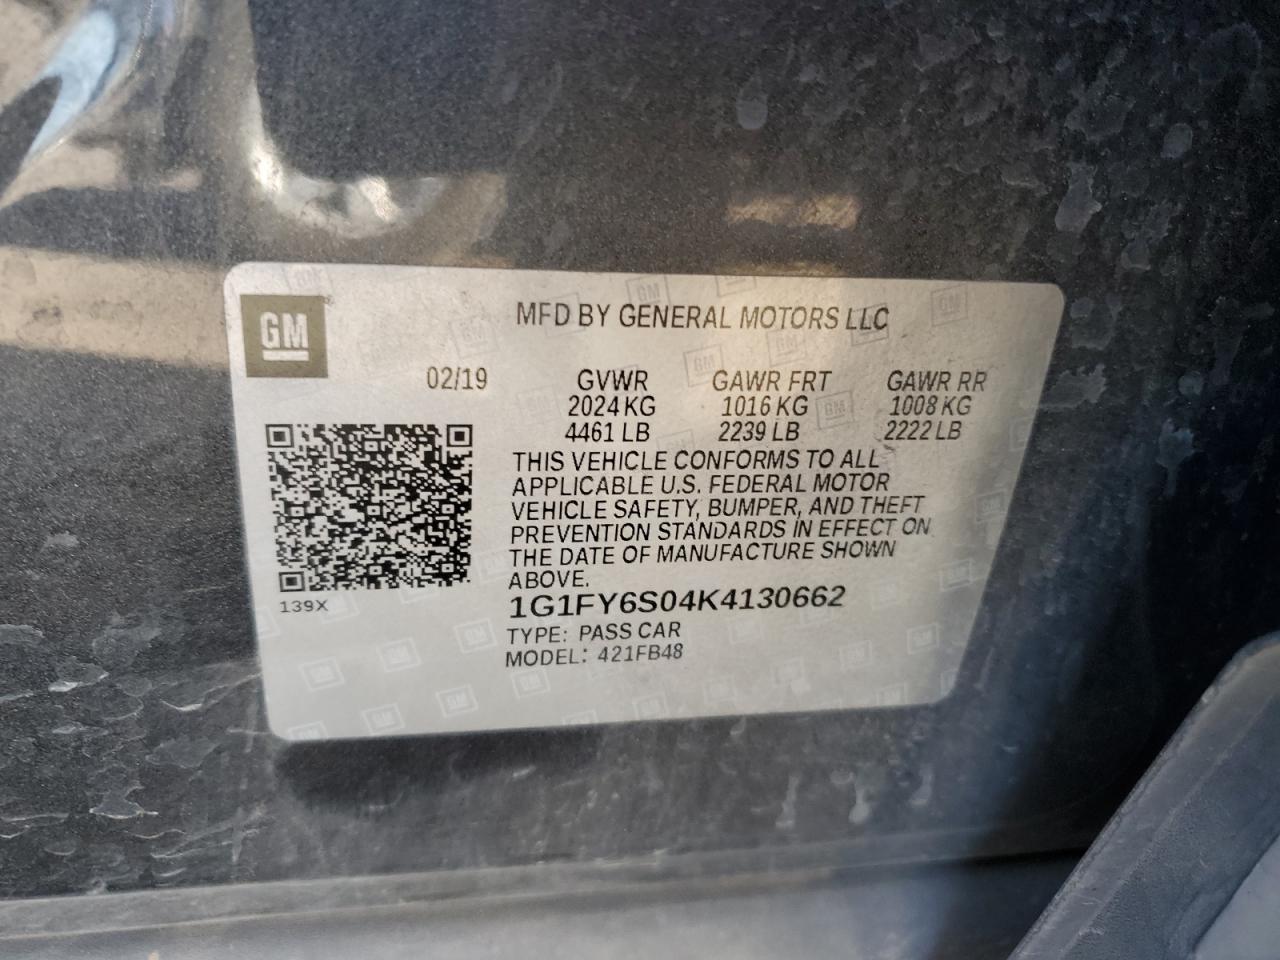 GM
MFD BY GENERAL MOTORS LLC
02/19 GVWR GAWR FRT GAWR RR
2024 KG 1016 KG 1008 KG
4461 LB 2239 LB 2222 LB
THIS VEHICLE CONFORMS TO ALL
APPLICABLE U.S. FEDERAL MOTOR
VEHICLE SAFETY, BUMPER, AND THEFT
PREVENTION STANDARDS IN EFFECT ON
THE DATE OF MANUFACTURE SHOWN
ABOVE.
139X
1G1FY6S04K4130662
TYPE: PASS CAR
MODEL: 421FB48